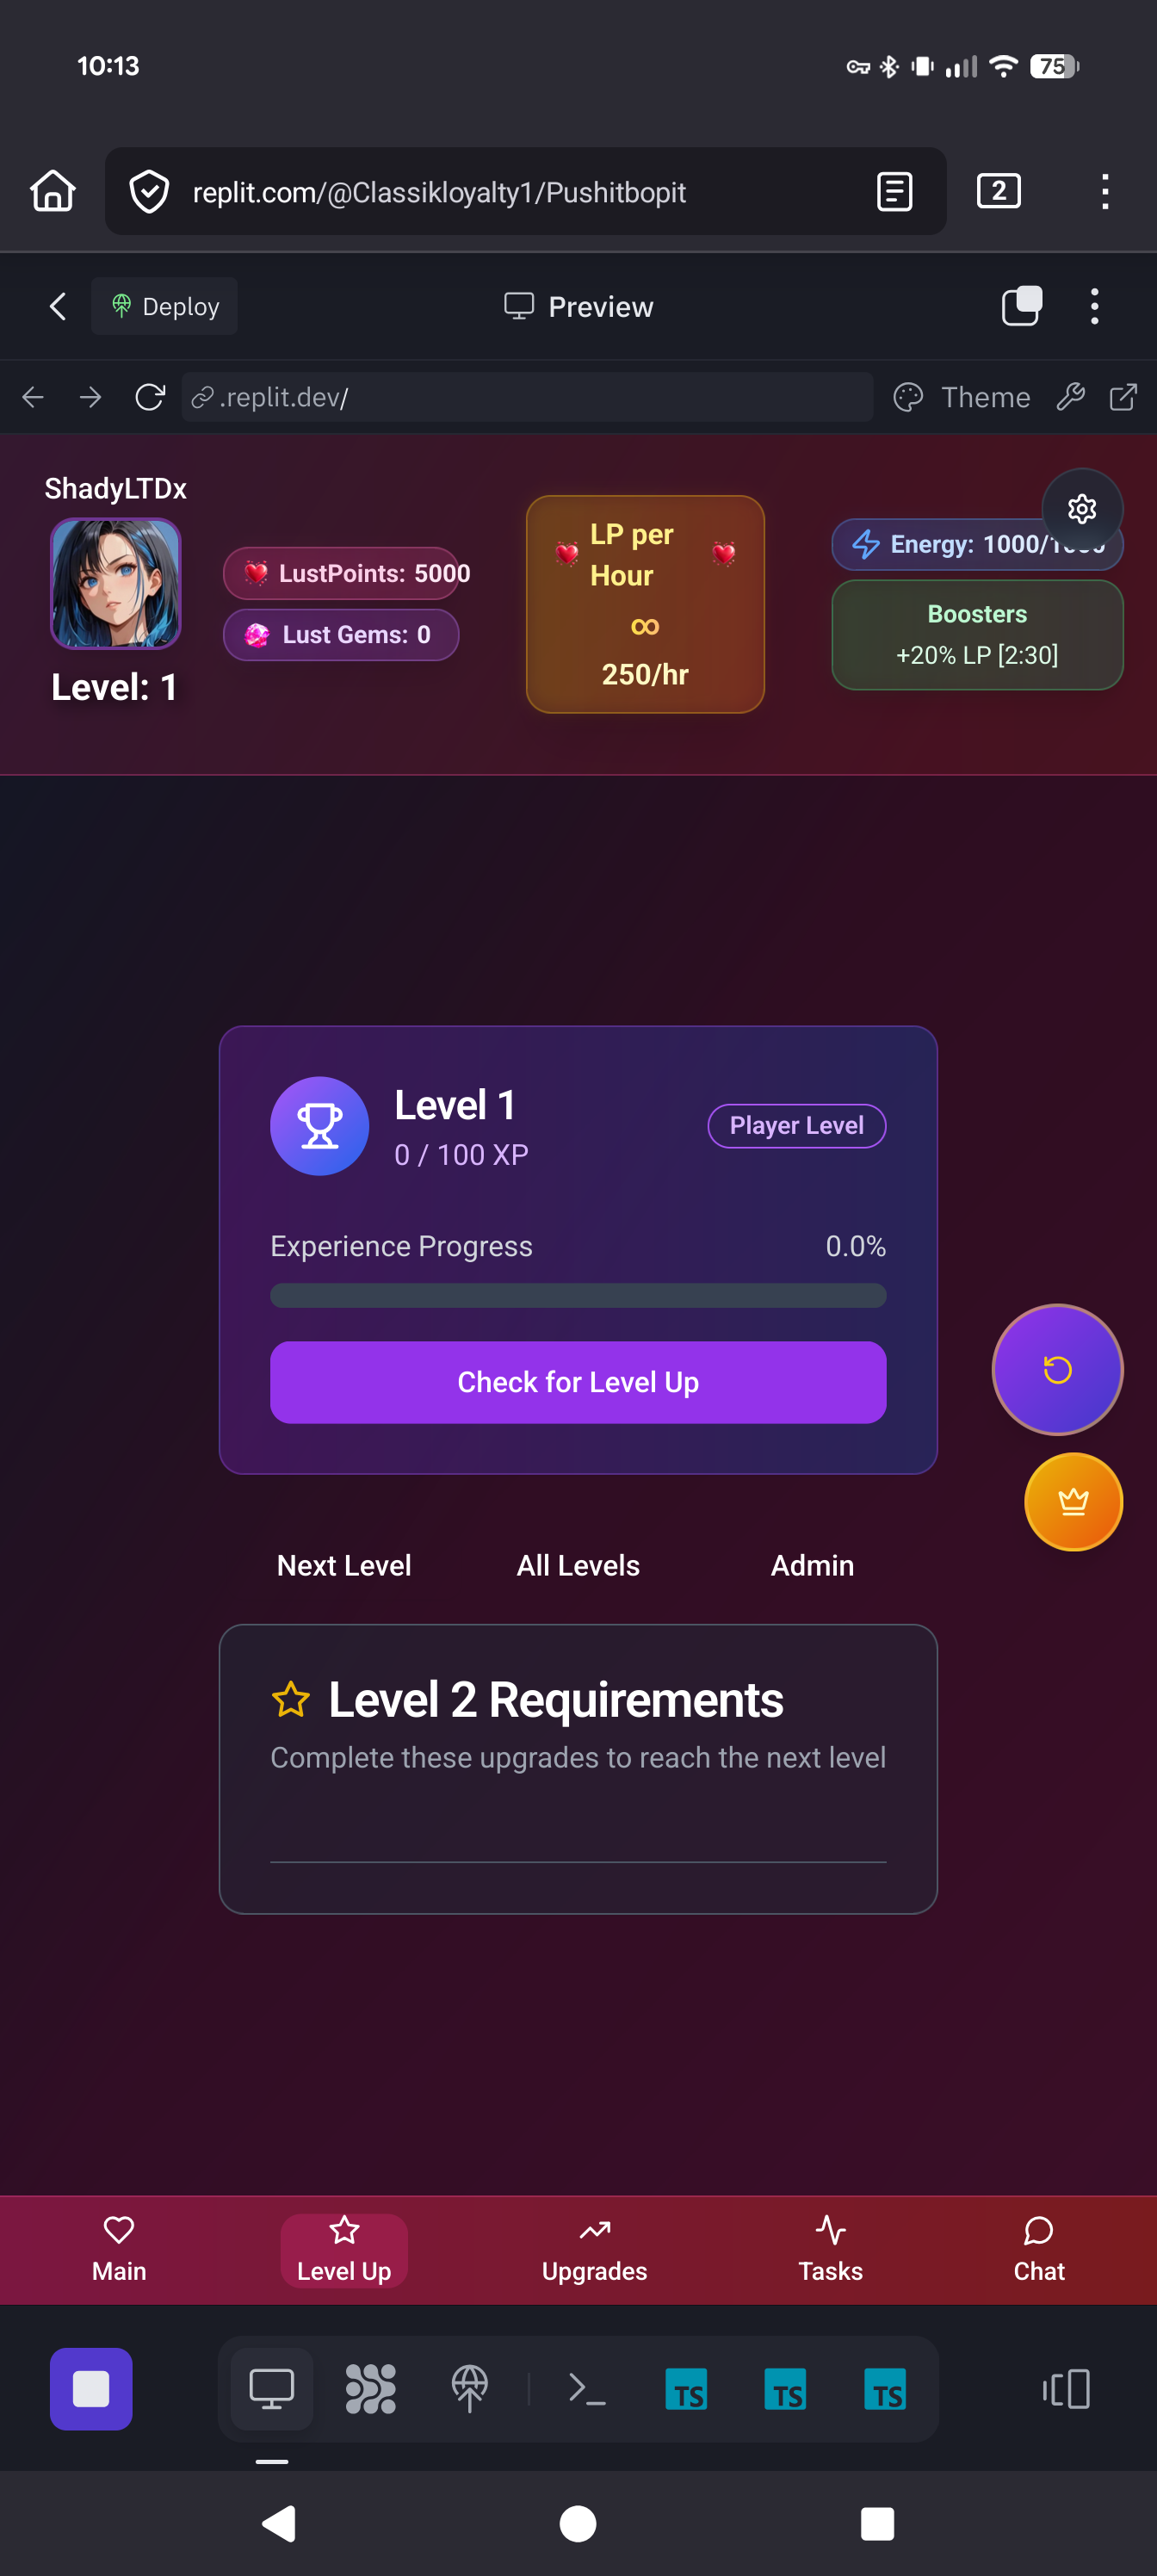 10:13
75
replit.com/@Classikloyalty1/Pushitbopit
2
Deploy
Preview
.replit.dev/
Theme
ShadyLTDx
Level: 1
LustPoints: 5000
Lust Gems: 0
LP per
Hour
∞
250/hr
Energy: 1000/1000
Boosters
+20% LP [2:30]
Level 1
0 / 100 XP
Player Level
Experience Progress
0.0%
Check for Level Up
Next Level
All Levels
Admin
Level 2 Requirements
Complete these upgrades to reach the next level
Main
Level Up
Upgrades
Tasks
Chat
TS
TS
TS